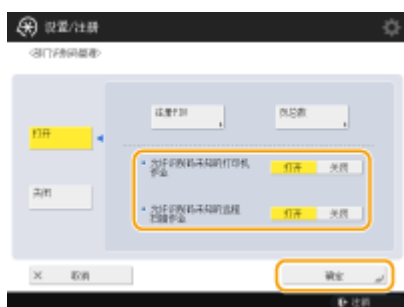 设置/注册
<部门识别码管理>
注册PIN
页总数
打开
允许识别码未知的打印机
作业
打开 关闭
关闭
允许识别码未知的远程
扫描作业
打开 关闭
× 取消
确定
注销